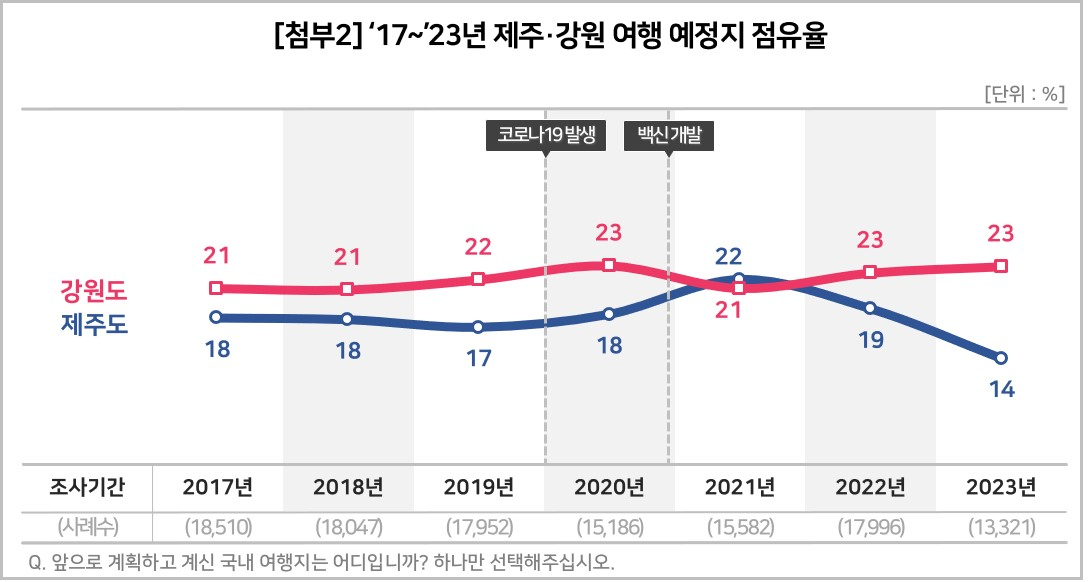 [첨부2] ‘17~’23년 제주·강원 여행 예정지 점유율
[단위 : %]
코로나19 발생 백신 개발
21 21 22 23 22 23 23
강원도
제주도
18 18 17 18 21 19 14
조사기간 2017년 2018년 2019년 2020년 2021년 2022년 2023년
(사례수) (18,510) (18,047) (17,952) (15,186) (15,582) (17,996) (13,321)
Q. 앞으로 계획하고 계신 국내 여행지는 어디입니까? 하나만 선택해주십시오.